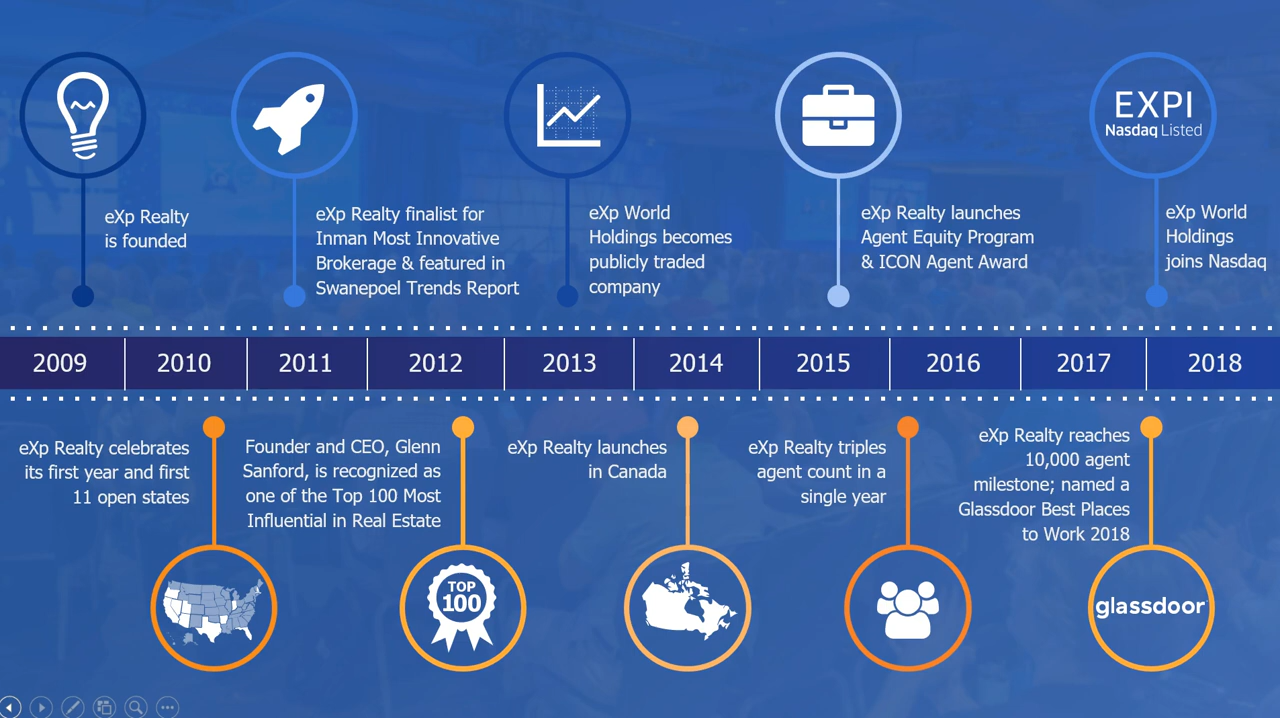 EXPI
Nasdaq Listed
eXp Realty
is founded
eXp Realty finalist for
Inman Most Innovative
Brokerage & featured in
Swanepoel Trends Report
eXp World
Holdings becomes
publicly traded
company
eXp Realty launches
Agent Equity Program
& ICON Agent Award
eXp World
Holdings
joins Nasdaq
2009
2010
2011
2012
2013
2014
2015
2016
2017
2018
eXp Realty celebrates
its first year and first
11 open states
Founder and CEO, Glenn
Sanford, is recognized as
one of the Top 100 Most
Influential in Real Estate
eXp Realty launches
in Canada
eXp Realty triples
agent count in a
single year
eXp Realty reaches
10,000 agent
milestone; named a
Glassdoor Best Places
to Work 2018
TOP
100
glassdoor